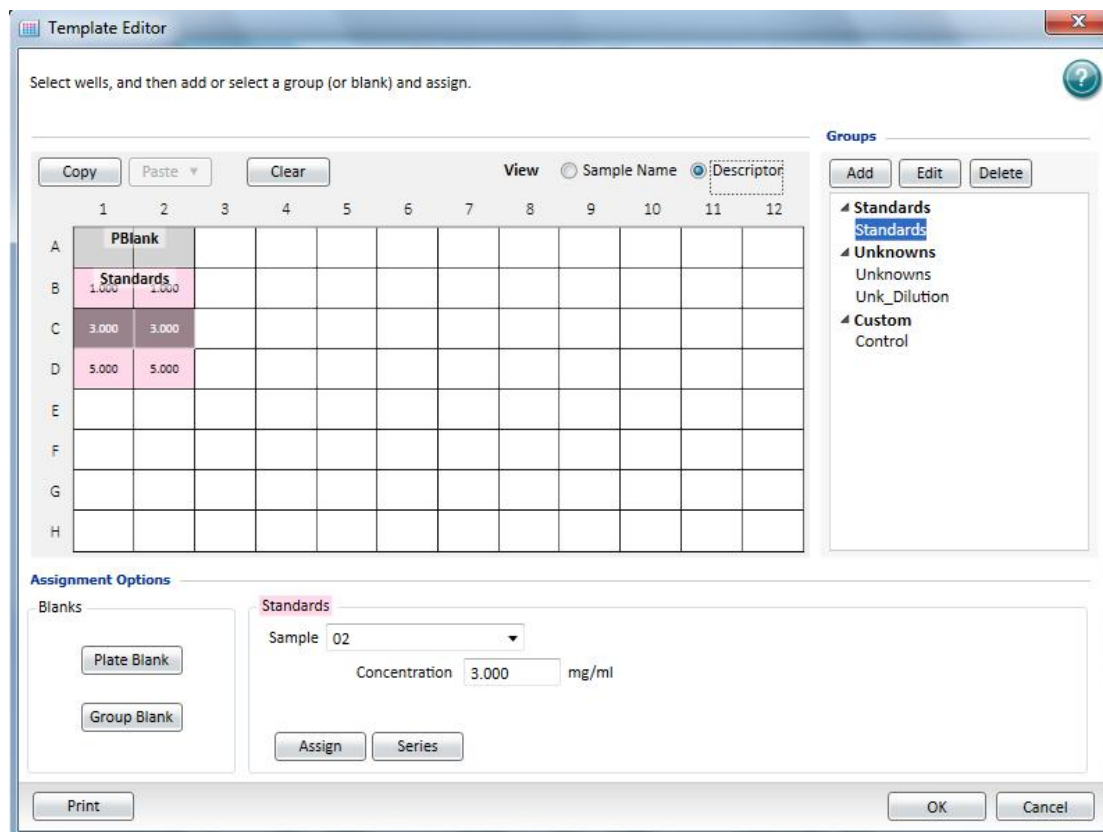 Template Editor
Select wells, and then add or select a group (or blank) and assign.
Groups
Copy Paste Clear View Sample Name Descriptor
Add Edit Delete
1 2 3 4 5 6 7 8 9 10 11 12
A PBlank
Standards
B 1.000 1.000
C 3.000 3.000
D 5.000 5.000
E
F
G
H
Standards
Standards
Unknowns
Unknowns
Unk_Dilution
Custom
Control
Assignment Options
Blanks
Plate Blank
Group Blank
Standards
Sample 02
Concentration 3.000 mg/ml
Assign Series
Print OK Cancel